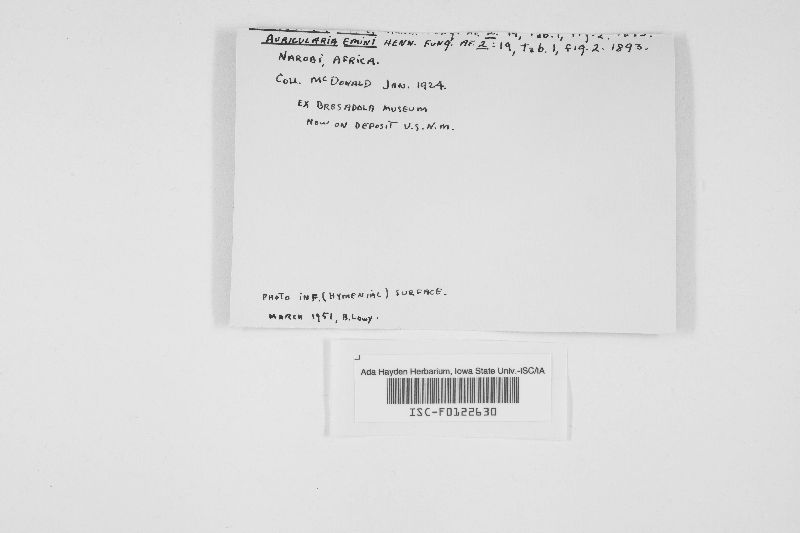 AURICULARIA EMINI HENN. FUNG. AF. 2:19, Tab. 1, fig. 2. 1893.
NAROBI, AFRICA.
COLL. McDONALD JAN. 1924.
EX BRESADOLA MUSEUM
NOW ON DEPOSIT U.S.N.M.
PHOTO INF. (HYMENIAL) SURFACE.
MARCH 1951, B. Lowy.
Ada Hayden Herbarium, Iowa State Univ.-ISC/IA
ISC-F0122630